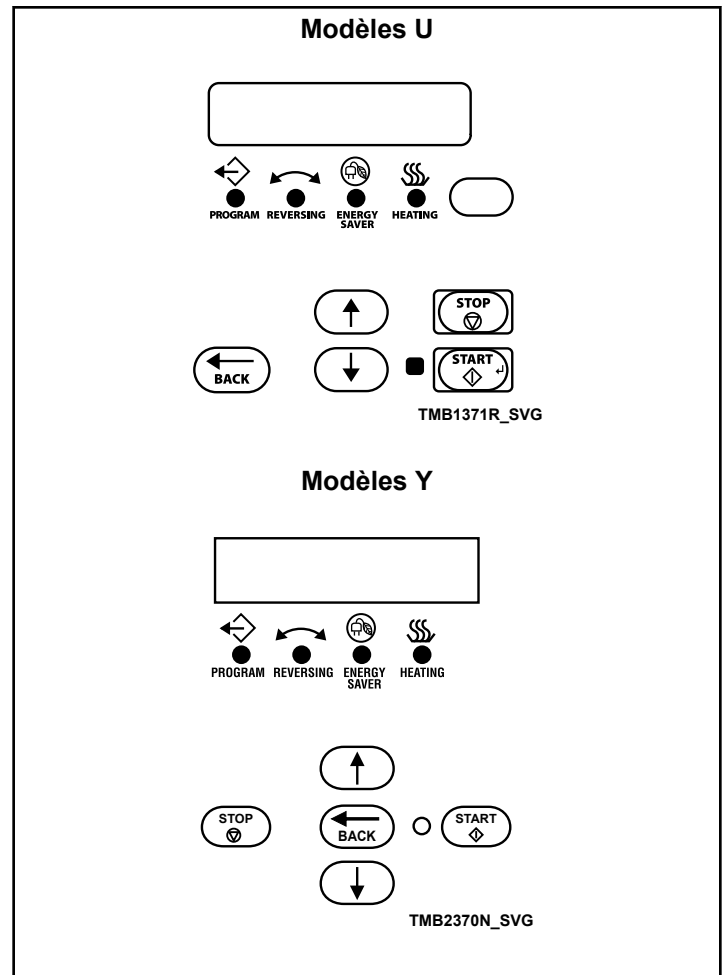 Modèles U
PROGRAM REVERSING ENERGY SAVER HEATING
STOP
BACK
START
TMB1371R_SVG
Modèles Y
PROGRAM REVERSING ENERGY SAVER HEATING
STOP
BACK
START
TMB2370N_SVG